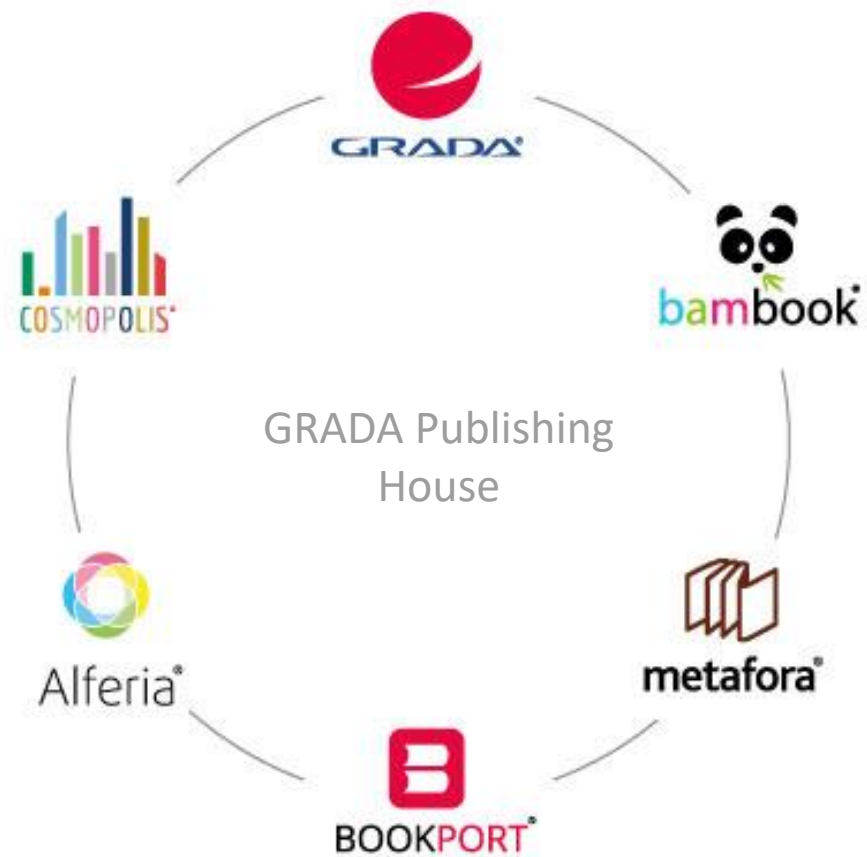 GRADA®
bambook®
COSMOPOLIS®
GRADA Publishing
House
Alferia®
metafora®
BOOKPORT®